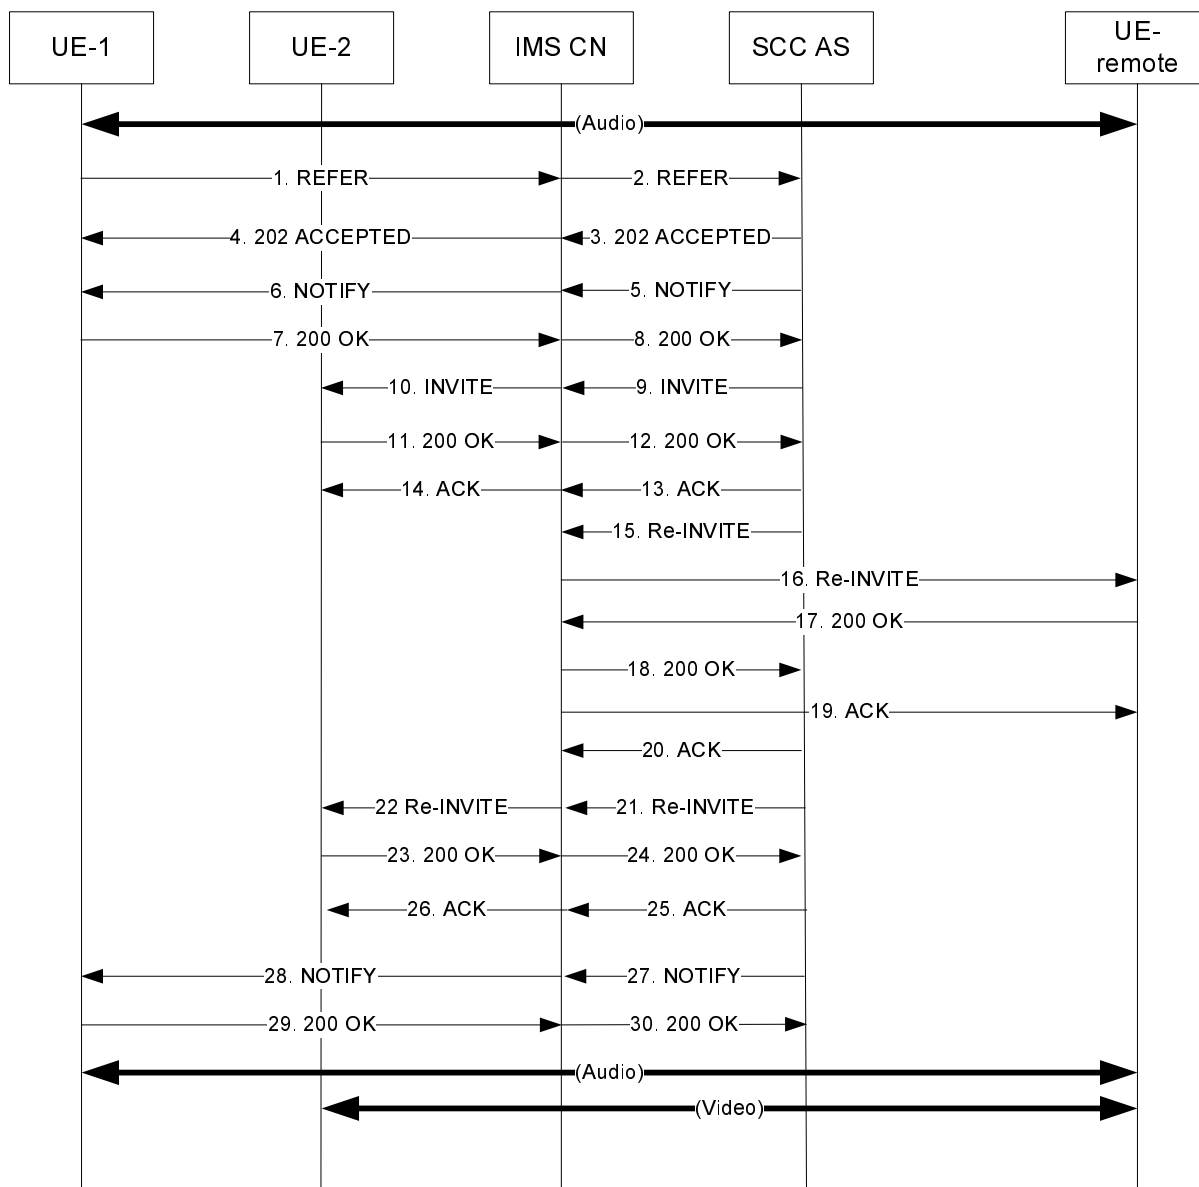 UE-1
UE-2
IMS CN
SCC AS
UE-
remote
(Audio)
1. REFER
2. REFER
4. 202 ACCEPTED
3. 202 ACCEPTED
6. NOTIFY
5. NOTIFY
7. 200 OK
8. 200 OK
10. INVITE
9. INVITE
11. 200 OK
12. 200 OK
14. ACK
13. ACK
15. Re-INVITE
16. Re-INVITE
17. 200 OK
18. 200 OK
19. ACK
20. ACK
22 Re-INVITE
21. Re-INVITE
23. 200 OK
24. 200 OK
26. ACK
25. ACK
28. NOTIFY
27. NOTIFY
29. 200 OK
30. 200 OK
(Audio)
(Video)